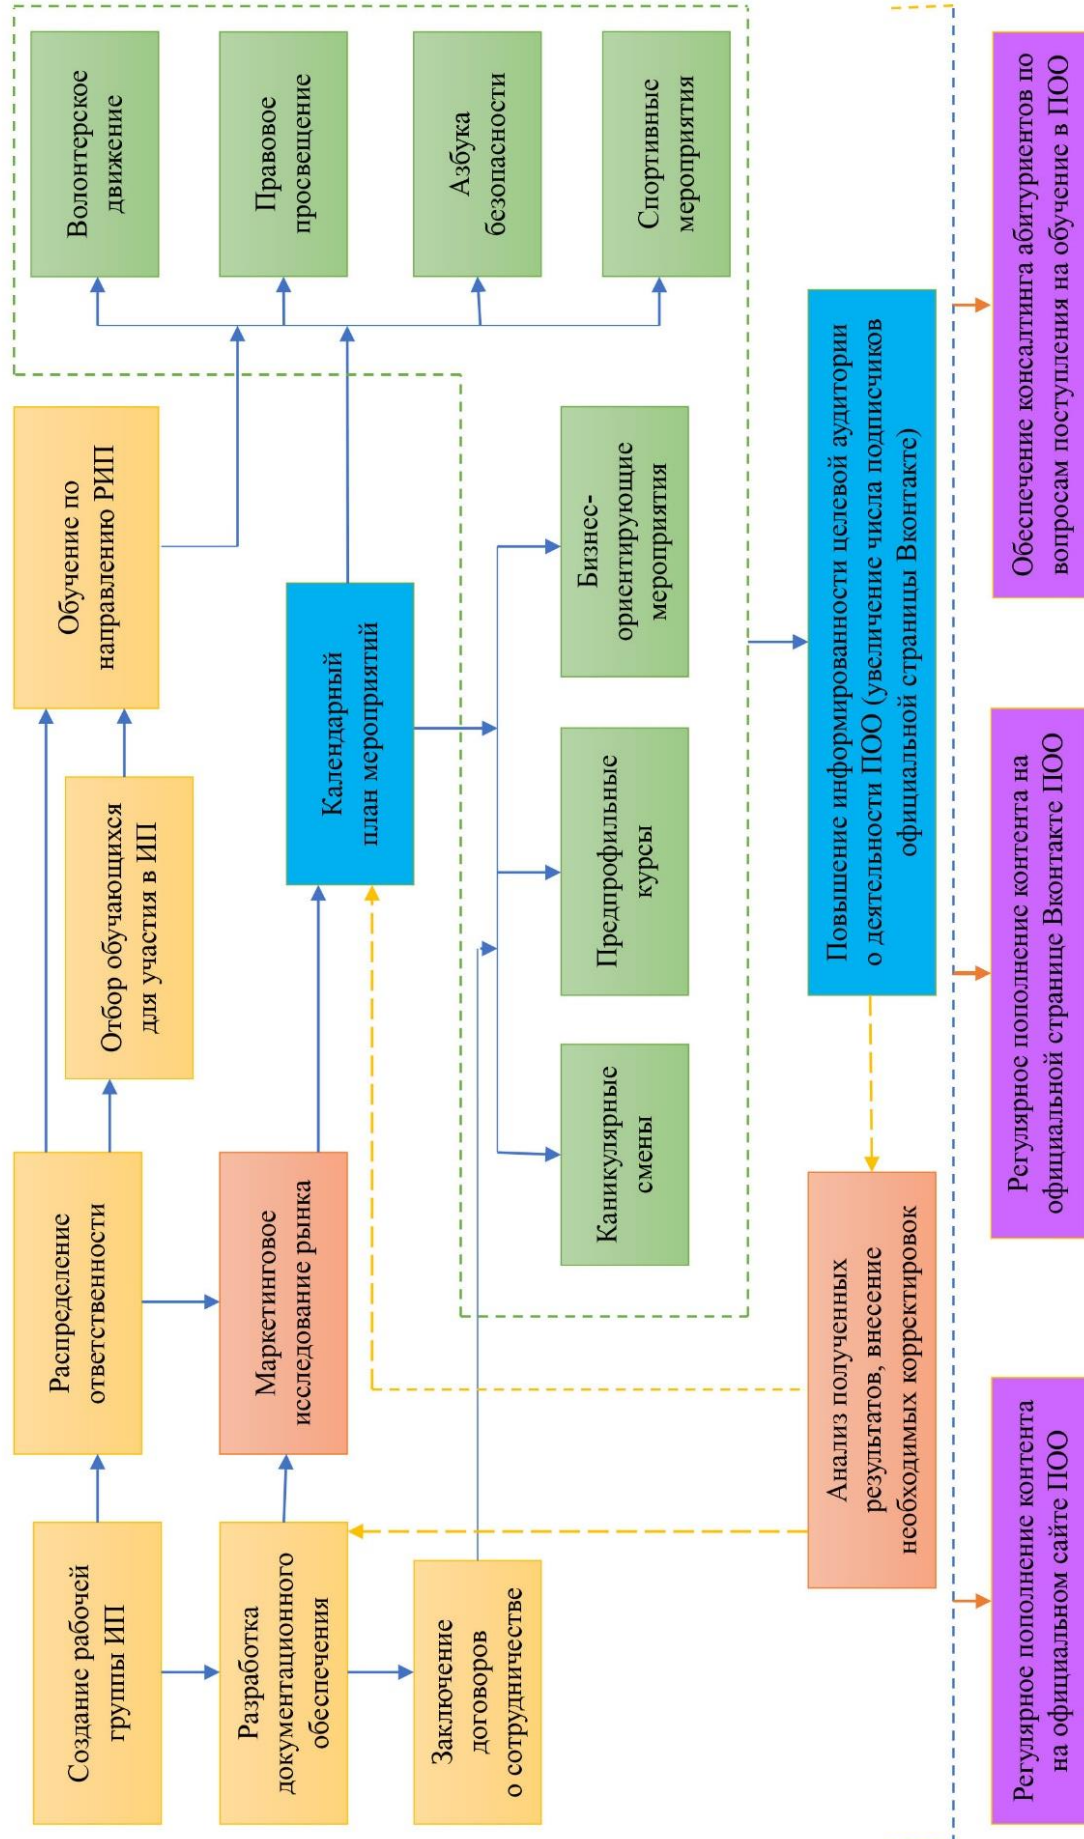 Создание рабочей
группы ИП
Распределение
ответственности
Отбор обучающихся
для участия в ИП
Обучение по
направлению РИП
Волонтерское
движение
Разработка
документационного
обеспечения
Маркетинговое
исследование рынка
Календарный
план мероприятий
Правовое
просвещение
Заключение
договоров
о сотрудничестве
Азбука
безопасности
Каникулярные
смены
Предпрофильные
курсы
Бизнес-
ориентирующие
мероприятия
Спортивные
мероприятия
Анализ полученных
результатов, внесение
необходимых корректировок
Повышение информированности целевой аудитории
о деятельности ПОО (увеличение числа подписчиков
официальной страницы Вконтакте)
Регулярное пополнение контента
на официальном сайте ПОО
Регулярное пополнение контента на
официальной странице Вконтакте ПОО
Обеспечение консалтинга абитуриентов по
вопросам поступления на обучение в ПОО